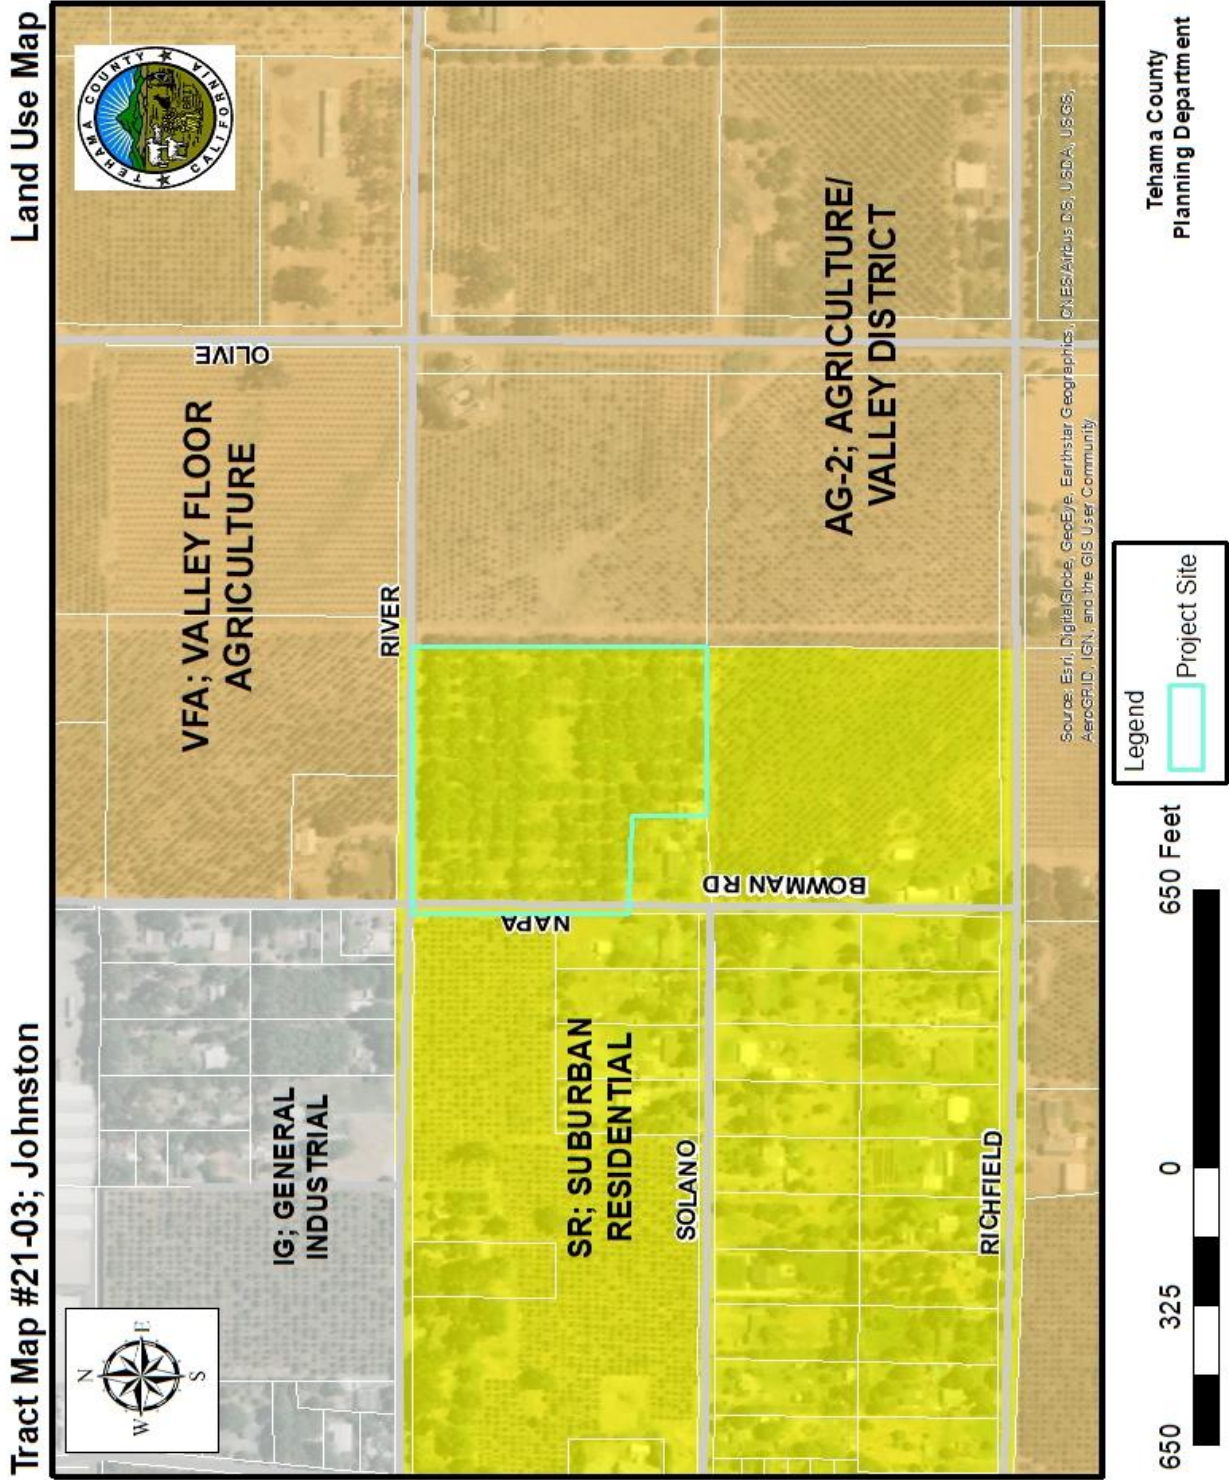 Tract Map #21-03; Johnston
Land Use Map
N
W
E
S
TEHAMA COUNTY
CALIFORNIA
IG; GENERAL
INDUSTRIAL
VFA; VALLEY FLOOR
AGRICULTURE
OLIVE
RIVER
NAPA
SR; SUBURBAN
RESIDENTIAL
SOLANO
BOWMAN RD
AG-2; AGRICULTURE/
VALLEY DISTRICT
RICHFIELD
Source: Esri, DigitalGlobe, GeoEye, Earthstar Geographics, CNES/Airbus DS, USDA, USGS,
AeroGRID, IGN, and the GIS User Community
650
325
0
650 Feet
Legend
Project Site
Tehama County
Planning Department